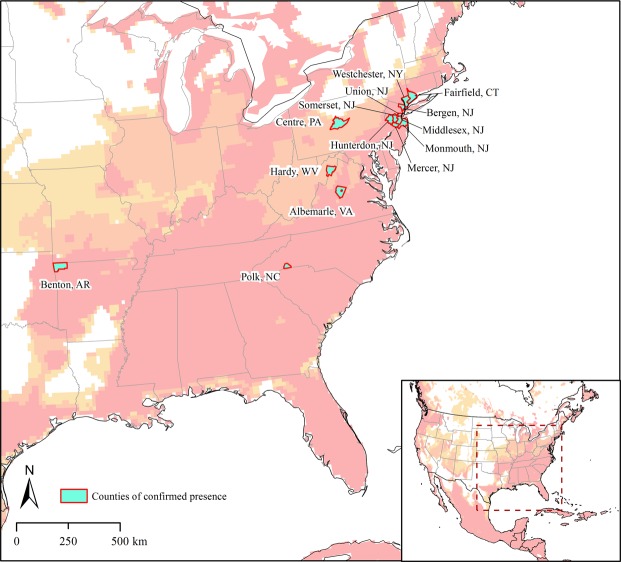 Westchester, NY
Union, NJ
Somerset, NJ
Centre, PA
Fairfield, CT
Bergen, NJ
Middlesex, NJ
Monmouth, NJ
Hunterdon, NJ
Mercer, NJ
Hardy, WV
Albemarle, VA
Benton, AR
Polk, NC
N
Counties of confirmed presence
0 250 500 km